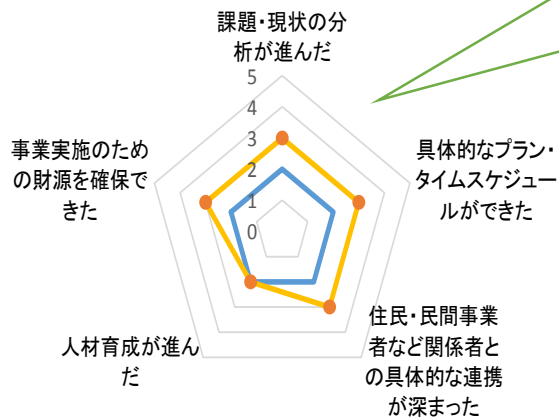 課題・現状の分
析が進んだ
5
4
3
2
1
0
具体的なプラン・
タイムスケジュー
ルができた
住民・民間事業
者など関係者と
の具体的な連携
が深まった
人材育成が進ん
だ
事業実施のため
の財源を確保で
きた